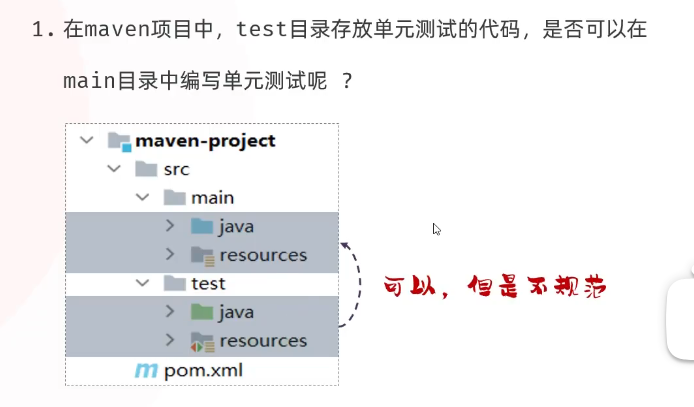 1. 在maven项目中，test目录存放单元测试的代码，是否可以在
main目录中编写单元测试呢 ？
maven-project
src
main
java
resources
可以，但是不规范
test
java
resources
pom.xml